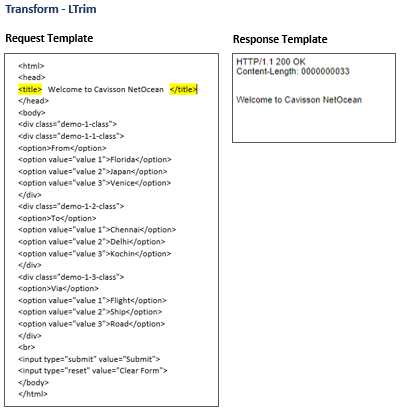 Transform - LTrim
Request Template
<html>
<head>
<title>  Welcome to Cavisson NetOcean  </title>
</head>
<body>
<div class="demo-1-class">
<div class="demo-1-1-class">
<option>From</option>
<option value="value 1">Florida</option>
<option value="value 2">Japan</option>
<option value="value 3">Venice</option>
</div>
<div class="demo-1-2-class">
<option>To</option>
<option value="value 1">Chennai</option>
<option value="value 2">Delhi</option>
<option value="value 3">Kochin</option>
</div>
<div class="demo-1-3-class">
<option>Via</option>
<option value="value 1">Flight</option>
<option value="value 2">Ship</option>
<option value="value 3">Road</option>
</div>
<br>
<input type="submit" value="Submit">
<input type="reset" value="Clear Form">
</body>
</html>
Response Template
HTTP/1.1 200 OK
Content-Length: 0000000033
Welcome to Cavisson NetOcean